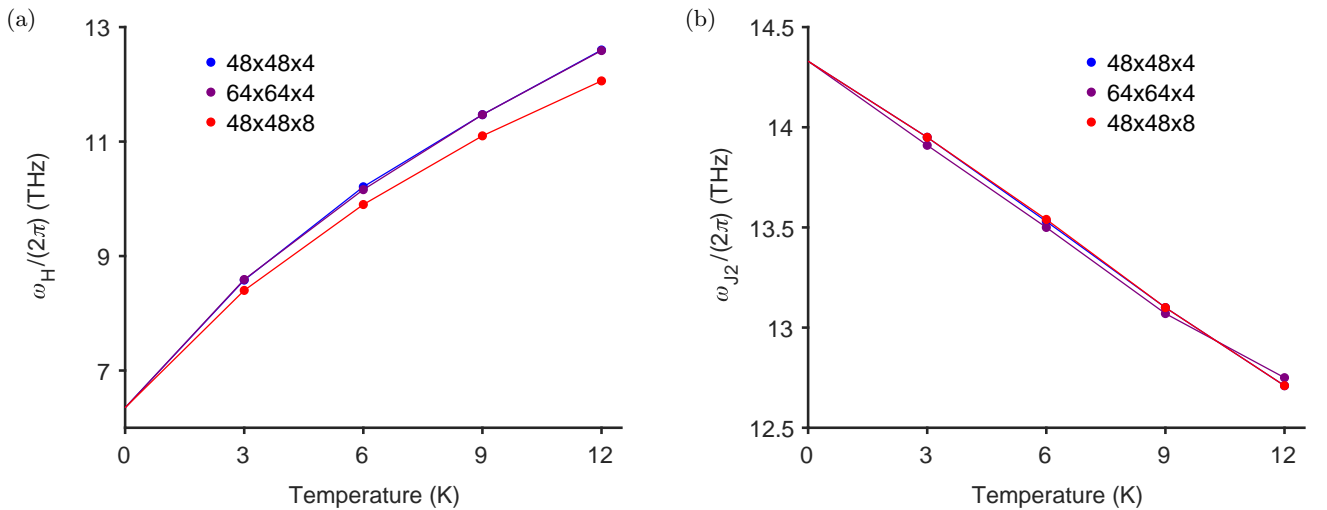 (a)
13
11
9
7
ω_H/(2π) (THz)
48x48x4
64x64x4
48x48x8
0 3 6 9 12
Temperature (K)
(b)
14.5
14
13.5
13
12.5
ω_J2/(2π) (THz)
48x48x4
64x64x4
48x48x8
0 3 6 9 12
Temperature (K)